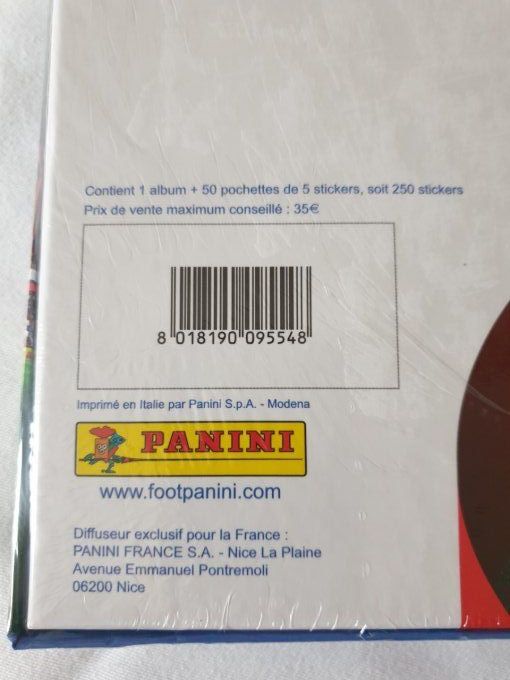 Contient 1 album + 50 pochettes de 5 stickers, soit 250 stickers
Prix de vente maximum conseillé : 35€
8 018190 095548
Imprimé en Italie par Panini S.p.A. - Modena
PANINI
www.footpanini.com
Diffuseur exclusif pour la France :
PANINI FRANCE S.A. - Nice La Plaine
Avenue Emmanuel Pontremoli
06200 Nice